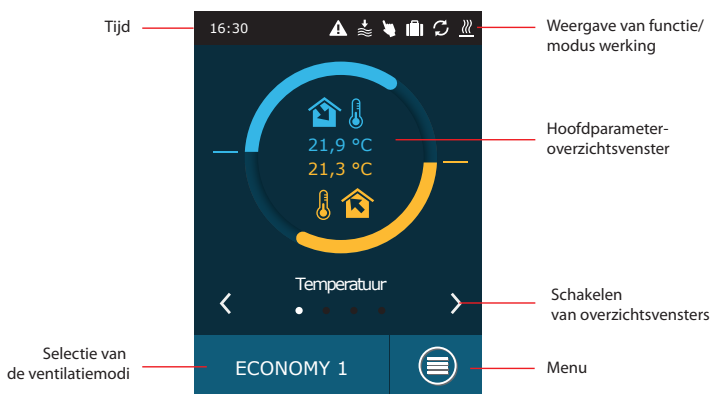 Tijd
16:30
Weergave van functie/
modus werking
Hoofdparameter-
overzichtsvenster
21,9 °C
21,3 °C
Temperatuur
Schakelen
van overzichtsvensters
Selectie van
de ventilatiemodi
ECONOMY 1
Menu